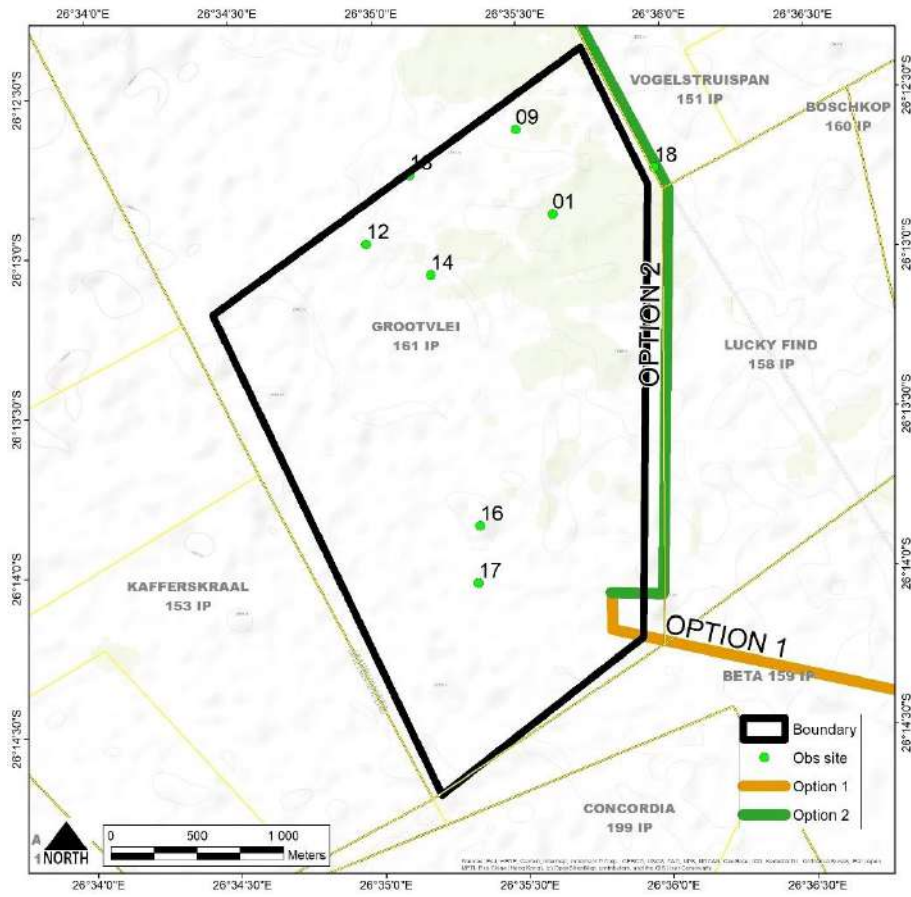 26°34'0"E 26°34'30"E 26°35'0"E 26°35'30"E 26°36'0"E 26°36'30"E
26°12'30"S
26°12'30"S
VOGELSTRUISPAN
151 IP
BOSCHKOP
160 IP
09
18
13
01
12
14
26°13'0"S
26°13'0"S
GROOTVLEI
161 IP
OPTION 2
LUCKY FIND
158 IP
26°13'30"S
26°13'30"S
16
17
26°14'0"S
26°14'0"S
KAFFERSKRAAL
153 IP
OPTION 1
BETA 159 IP
26°14'30"S
26°14'30"S
Boundary
Obs site
Option 1
Option 2
CONCORDIA
199 IP
A
1
NORTH
0 500 1 000
Meters
26°34'0"E 26°34'30"E 26°35'0"E 26°35'30"E 26°36'0"E 26°36'30"E